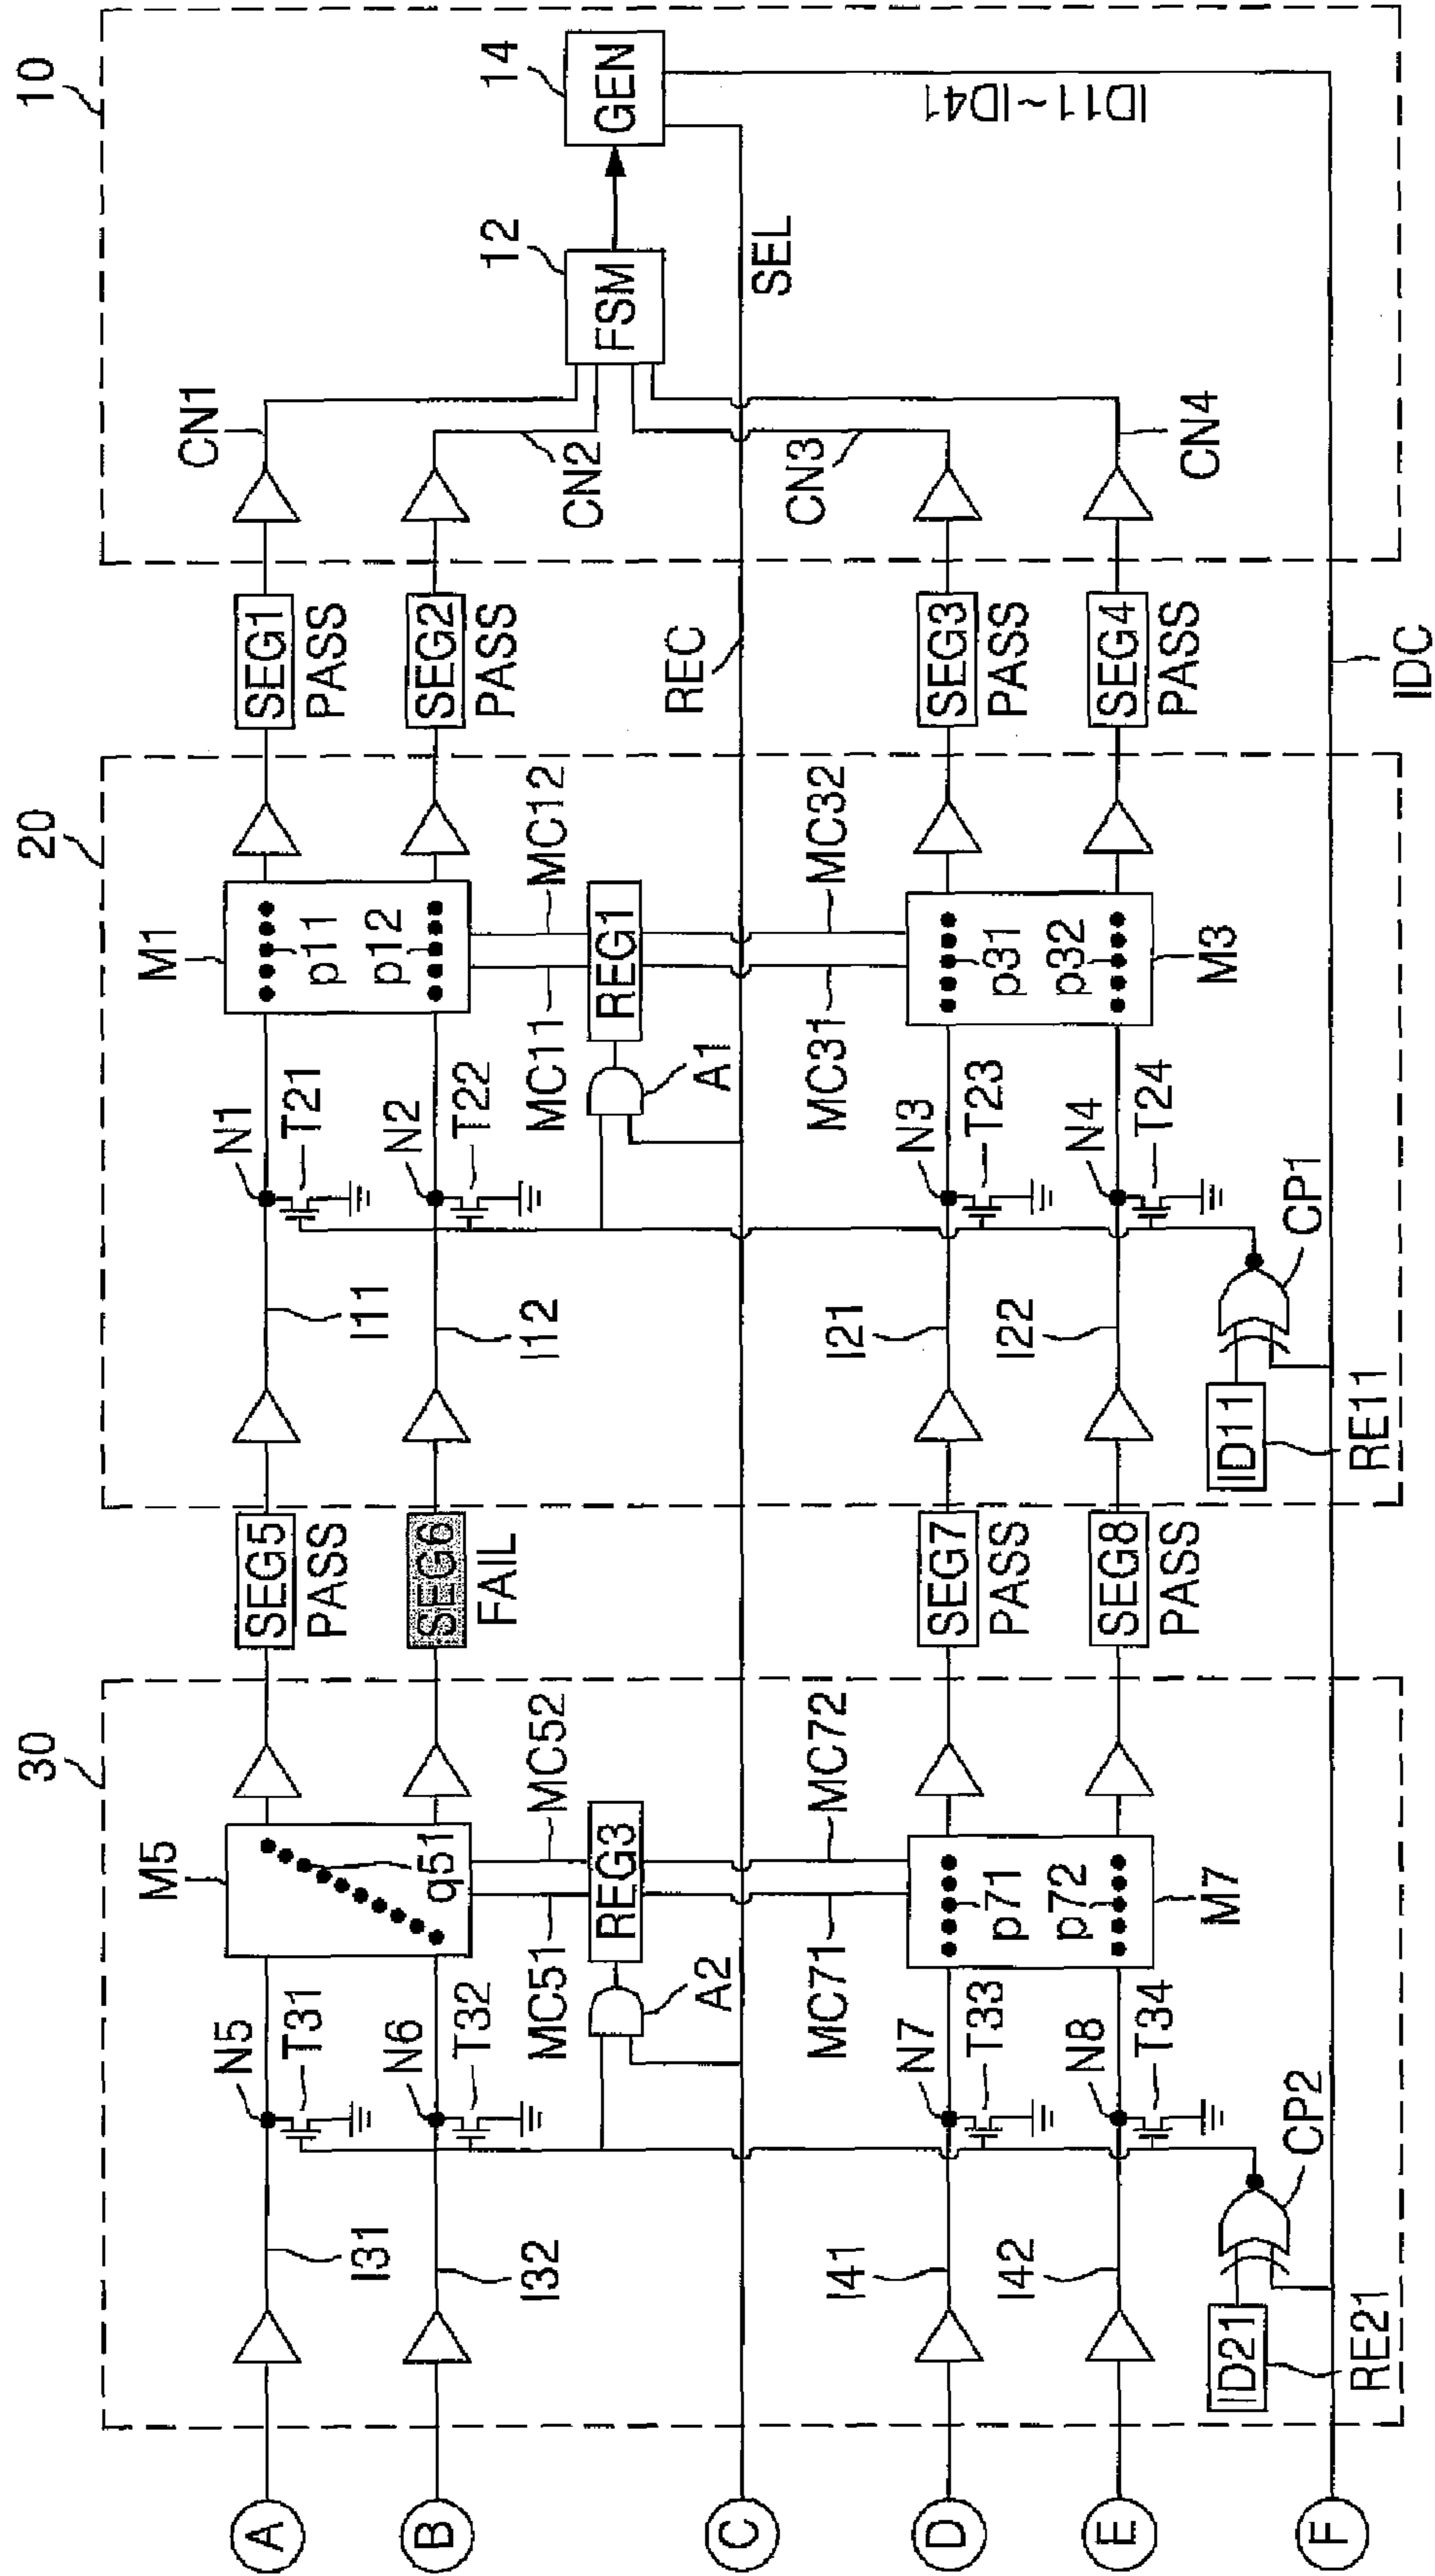 10
20
30
14
GEN
12
FSM
ID11~ID41
SEL
CN1
CN2
CN3
CN4
SEG1
PASS
SEG2
PASS
REC
SEG3
PASS
SEG4
PASS
IDC
M1
p11
p12
MC12
MC11
REG1
A1
MC32
MC31
p31
p32
M3
N1
T21
N2
T22
N3
T23
N4
T24
I11
I12
I21
I22
CP1
ID11
RE11
SEG5
PASS
SEG6
FAIL
SEG7
PASS
SEG8
PASS
M5
q51
MC52
MC51
REG3
A2
MC72
MC71
p71
p72
M7
N5
T31
N6
T32
N7
T33
N8
T34
I31
I32
I41
I42
CP2
ID21
RE21
A
B
C
D
E
F